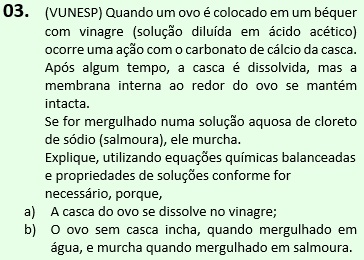 03. (VUNESP) Quando um ovo é colocado em um béquer
com vinagre (solução diluída em ácido acético)
ocorre uma ação com o carbonato de cálcio da casca.
Após algum tempo, a casca é dissolvida, mas a
membrana interna ao redor do ovo se mantém
intacta.
Se for mergulhado numa solução aquosa de cloreto
de sódio (salmoura), ele murcha.
Explique, utilizando equações químicas balanceadas
e propriedades de soluções conforme for
necessário, porque,
a) A casca do ovo se dissolve no vinagre;
b) O ovo sem casca incha, quando mergulhado em
água, e murcha quando mergulhado em salmoura.